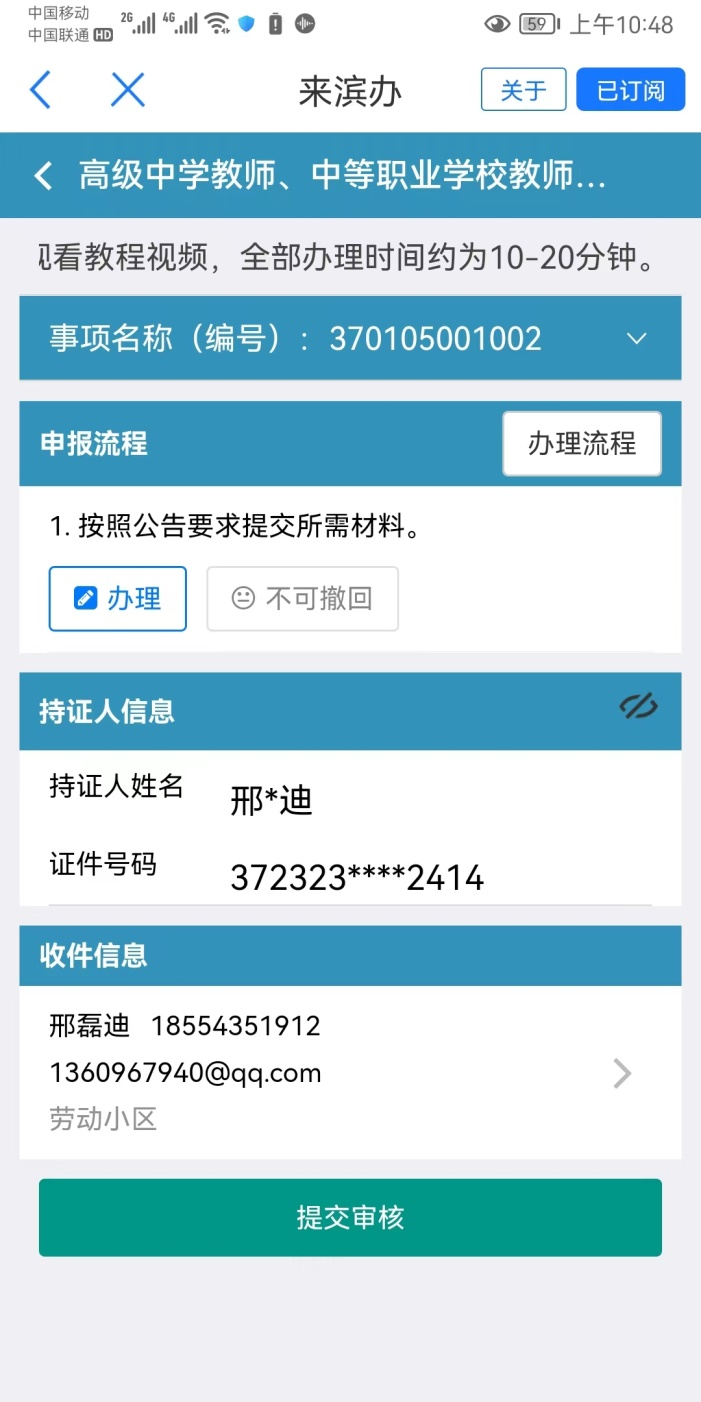 中国移动
中国联通 HD
2G 4G 59 上午10:48
来滨办
关于
已订阅
高级中学教师、中等职业学校教师...
看教程视频，全部办理时间约为10-20分钟。
事项名称（编号）: 370105001002
申报流程
办理流程
1. 按照公告要求提交所需材料。
办理
不可撤回
持证人信息
持证人姓名 邢*迪
证件号码 372323****2414
收件信息
邢磊迪 18554351912
1360967940@qq.com
劳动小区
提交审核